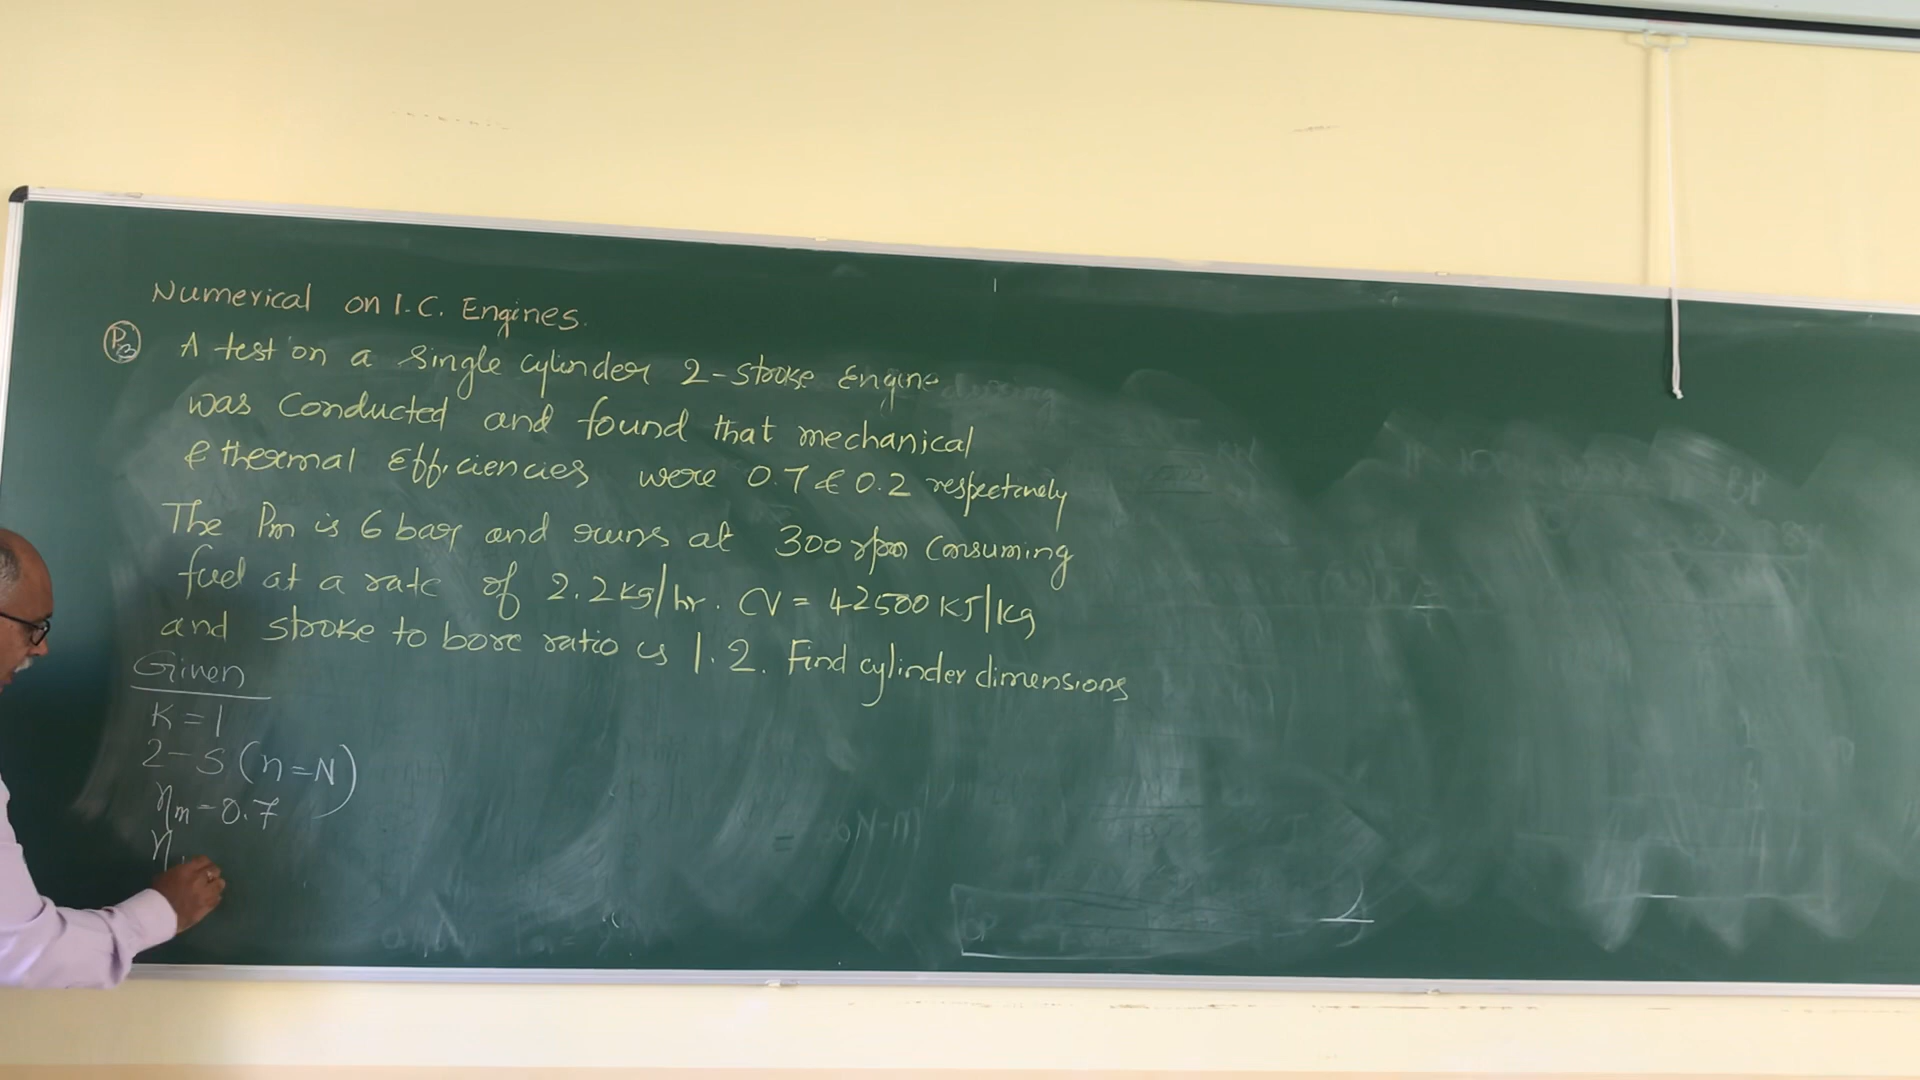 Numerical on I.C. Engines.
P3 A test on a single cylinder 2-stroke Engine
was conducted and found that mechanical
& thermal Efficiencies were 0.7 & 0.2 respectively
The Pm is 6 bar and runs at 300 rpm consuming
fuel at a rate of 2.2 kg/hr. CV = 42500 KJ/kg
and stroke to bore ratio is 1.2. Find cylinder dimensions
Given
K = 1
2-S (n=N)
ηm = 0.7
η